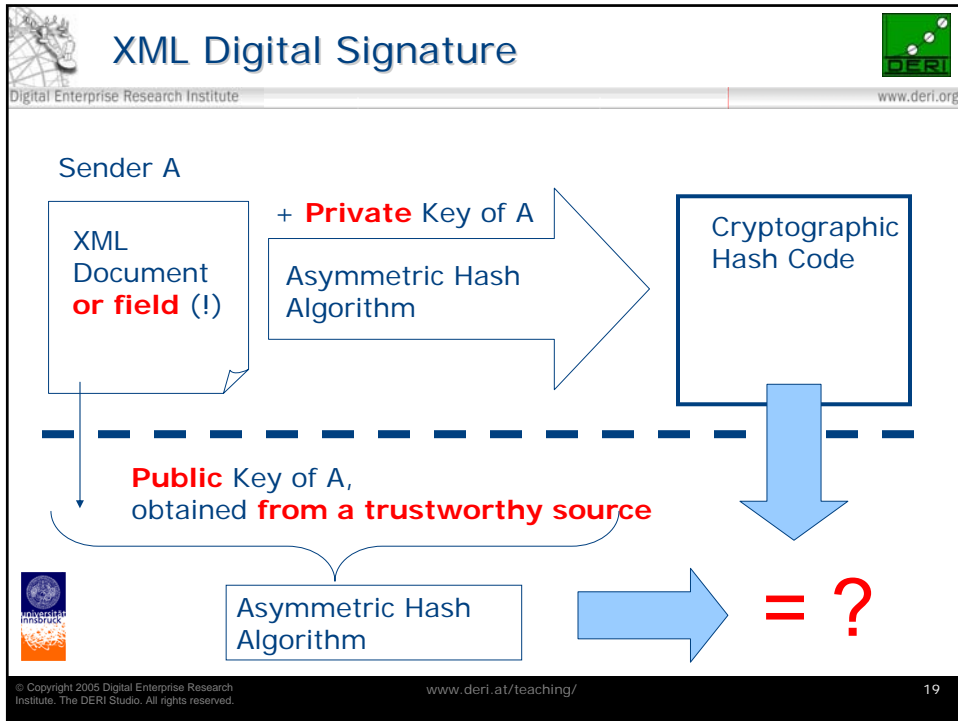 XML Digital Signature
DERI
Digital Enterprise Research Institute
www.deri.org
Sender A
XML
Document
or field (!)
+ Private Key of A
Asymmetric Hash
Algorithm
Cryptographic
Hash Code
Public Key of A,
obtained from a trustworthy source
Asymmetric Hash
Algorithm
= ?
universität
innsbruck
© Copyright 2005 Digital Enterprise Research
Institute. The DERI Studio. All rights reserved.
www.deri.at/teaching/
19